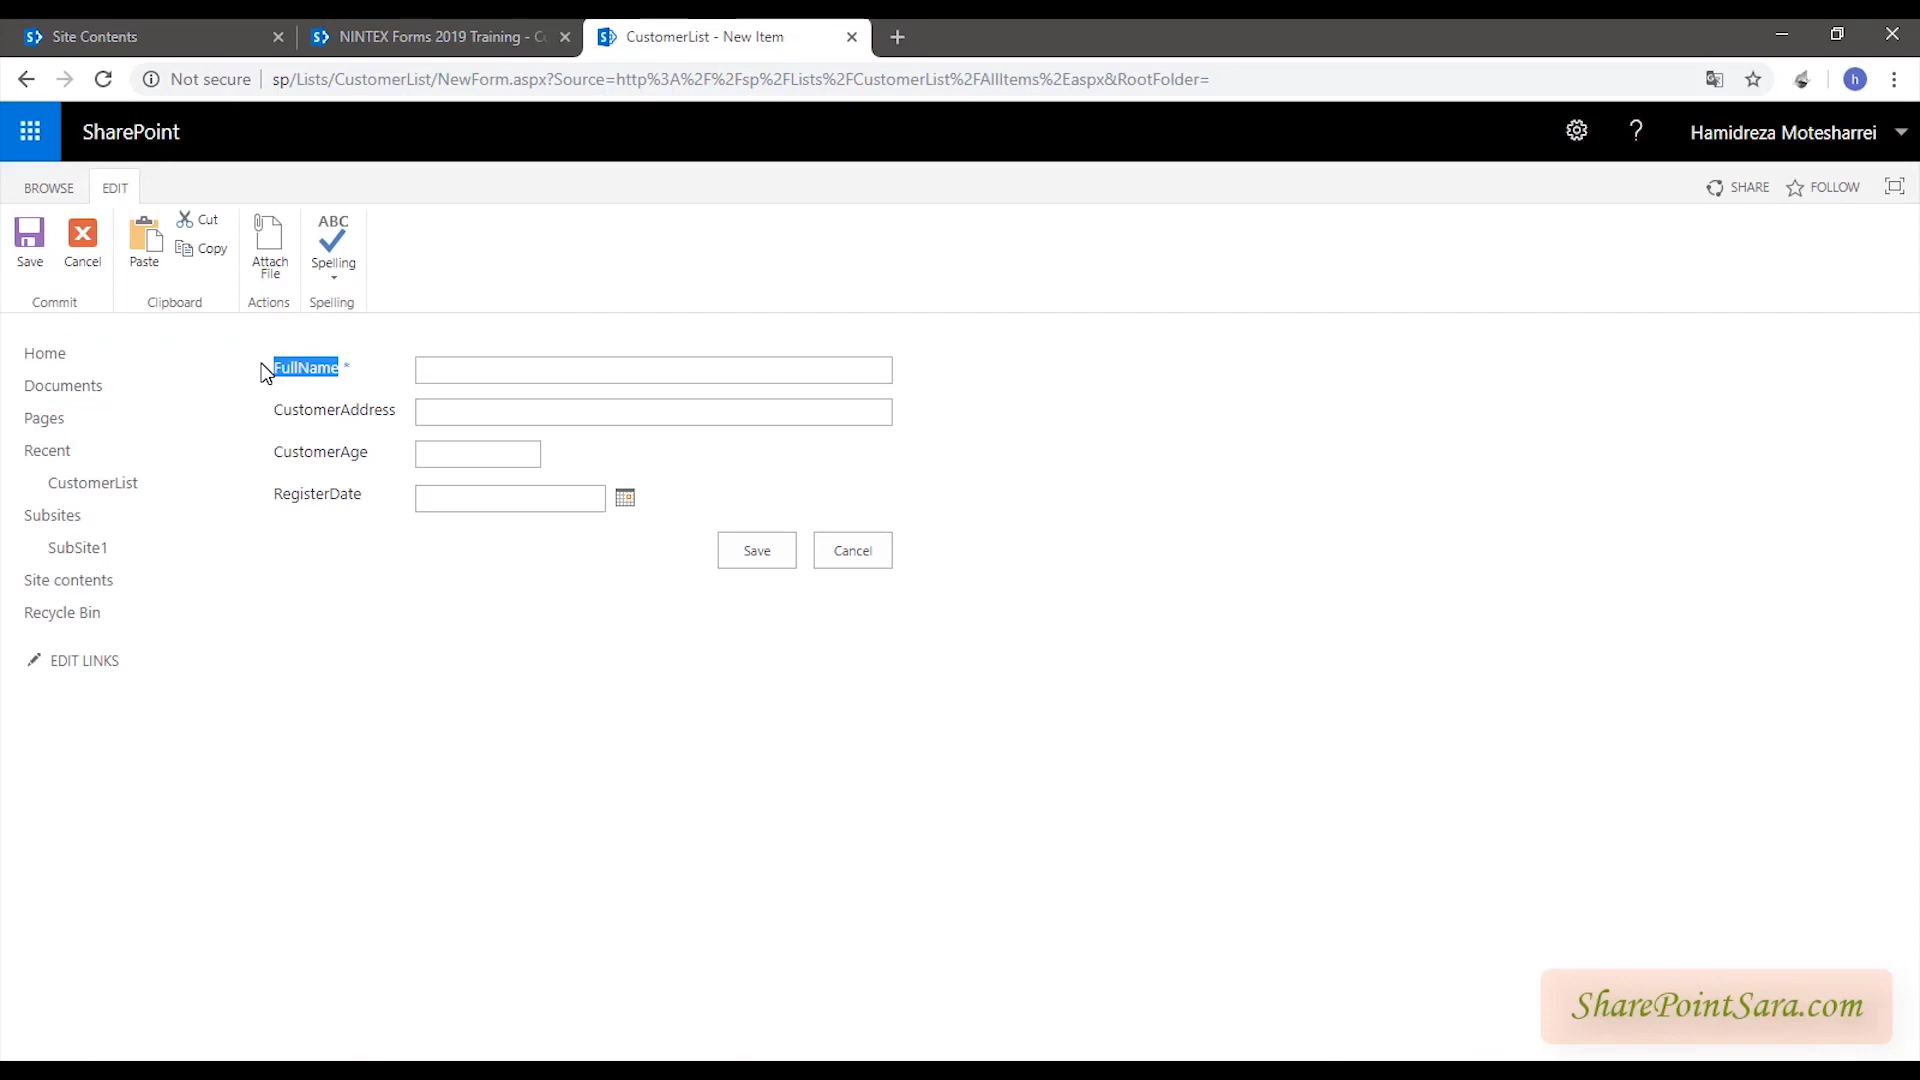 Site Contents
NINTEX Forms 2019 Training - Cu
CustomerList - New Item
Not secure
sp/Lists/CustomerList/NewForm.aspx?Source=http%3A%2F%2Fsp%2FLists%2FCustomerList%2FAllItems%2Easpx&RootFolder=
h
SharePoint
?
Hamidreza Motesharrei
BROWSE
EDIT
SHARE
FOLLOW
Save
Cancel
Paste
Cut
Copy
Attach
File
ABC
Spelling
Commit
Clipboard
Actions
Spelling
Home
Documents
Pages
Recent
CustomerList
Subsites
SubSite1
Site contents
Recycle Bin
EDIT LINKS
FullName *
CustomerAddress
CustomerAge
RegisterDate
Save
Cancel
SharePointSara.com